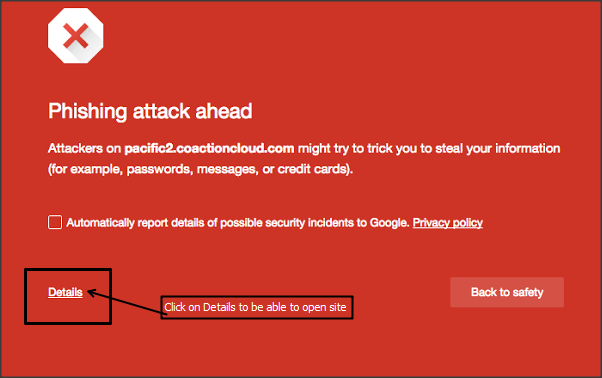 Phishing attack ahead
Attackers on pacific2.coactioncloud.com might try to trick you to steal your information
(for example, passwords, messages, or credit cards).
Automatically report details of possible security incidents to Google. Privacy policy
Details
Click on Details to be able to open site
Back to safety